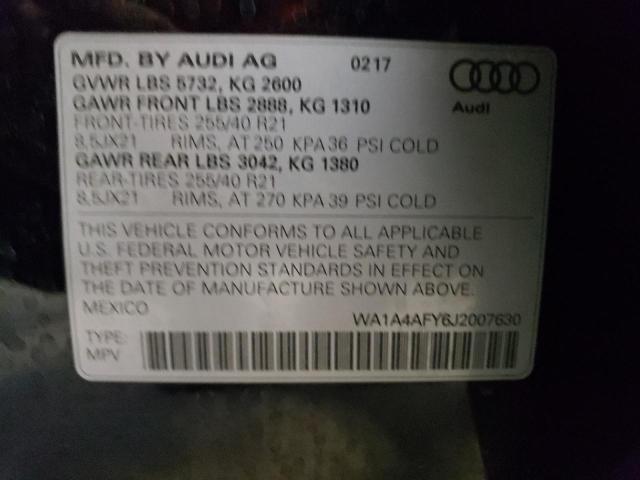 MFD. BY AUDI AG 0217
Audi
GVWR LBS 5732, KG 2600
GAWR FRONT LBS 2888, KG 1310
FRONT-TIRES 255/40 R21
8,5JX21 RIMS, AT 250 KPA 36 PSI COLD
GAWR REAR LBS 3042, KG 1380
REAR-TIRES 255/40 R21
8,5JX21 RIMS, AT 270 KPA 39 PSI COLD
THIS VEHICLE CONFORMS TO ALL APPLICABLE
U.S. FEDERAL MOTOR VEHICLE SAFETY AND
THEFT PREVENTION STANDARDS IN EFFECT ON
THE DATE OF MANUFACTURE SHOWN ABOVE.
MEXICO
WA1A4AFY6J2007630
TYPE:
MPV